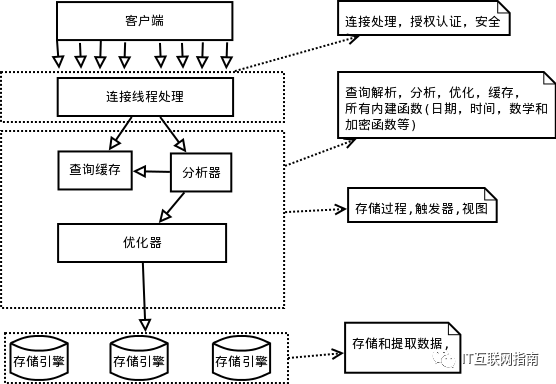 客户端
连接处理，授权认证，安全
连接线程处理
查询解析，分析，优化，缓存，
所有内建函数(日期，时间，数学和
加密函数等)
查询缓存
分析器
存储过程,触发器,视图
优化器
存储和提取数据,
存储引擎
存储引擎
存储引擎
IT互联网指南